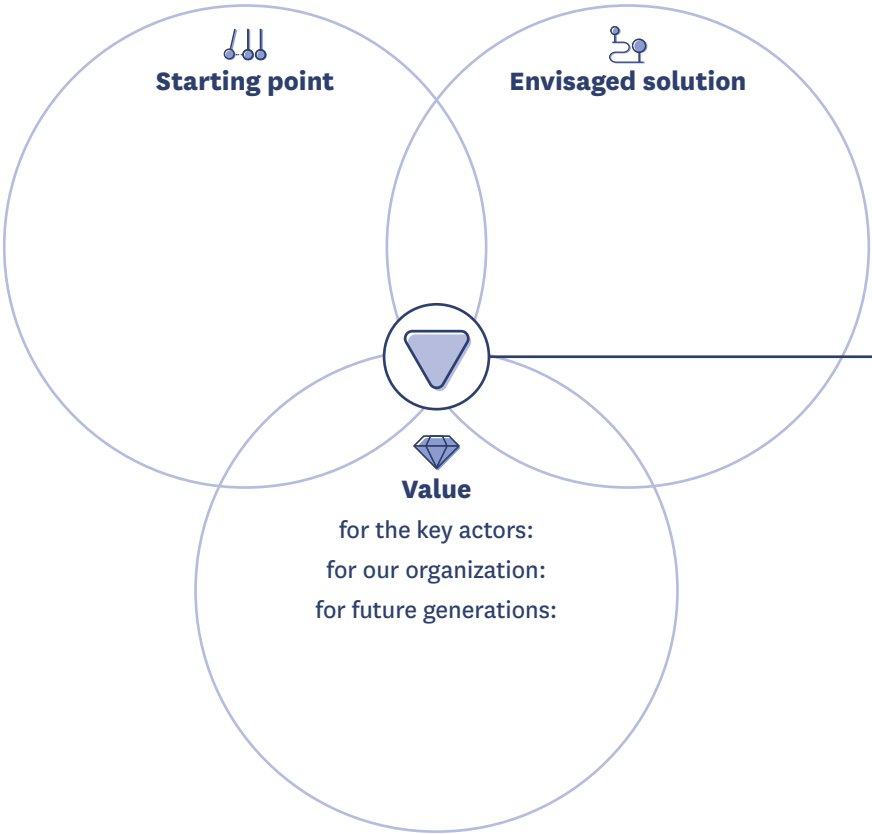 Starting point
Envisaged solution
Value
for the key actors:
for our organization:
for future generations: